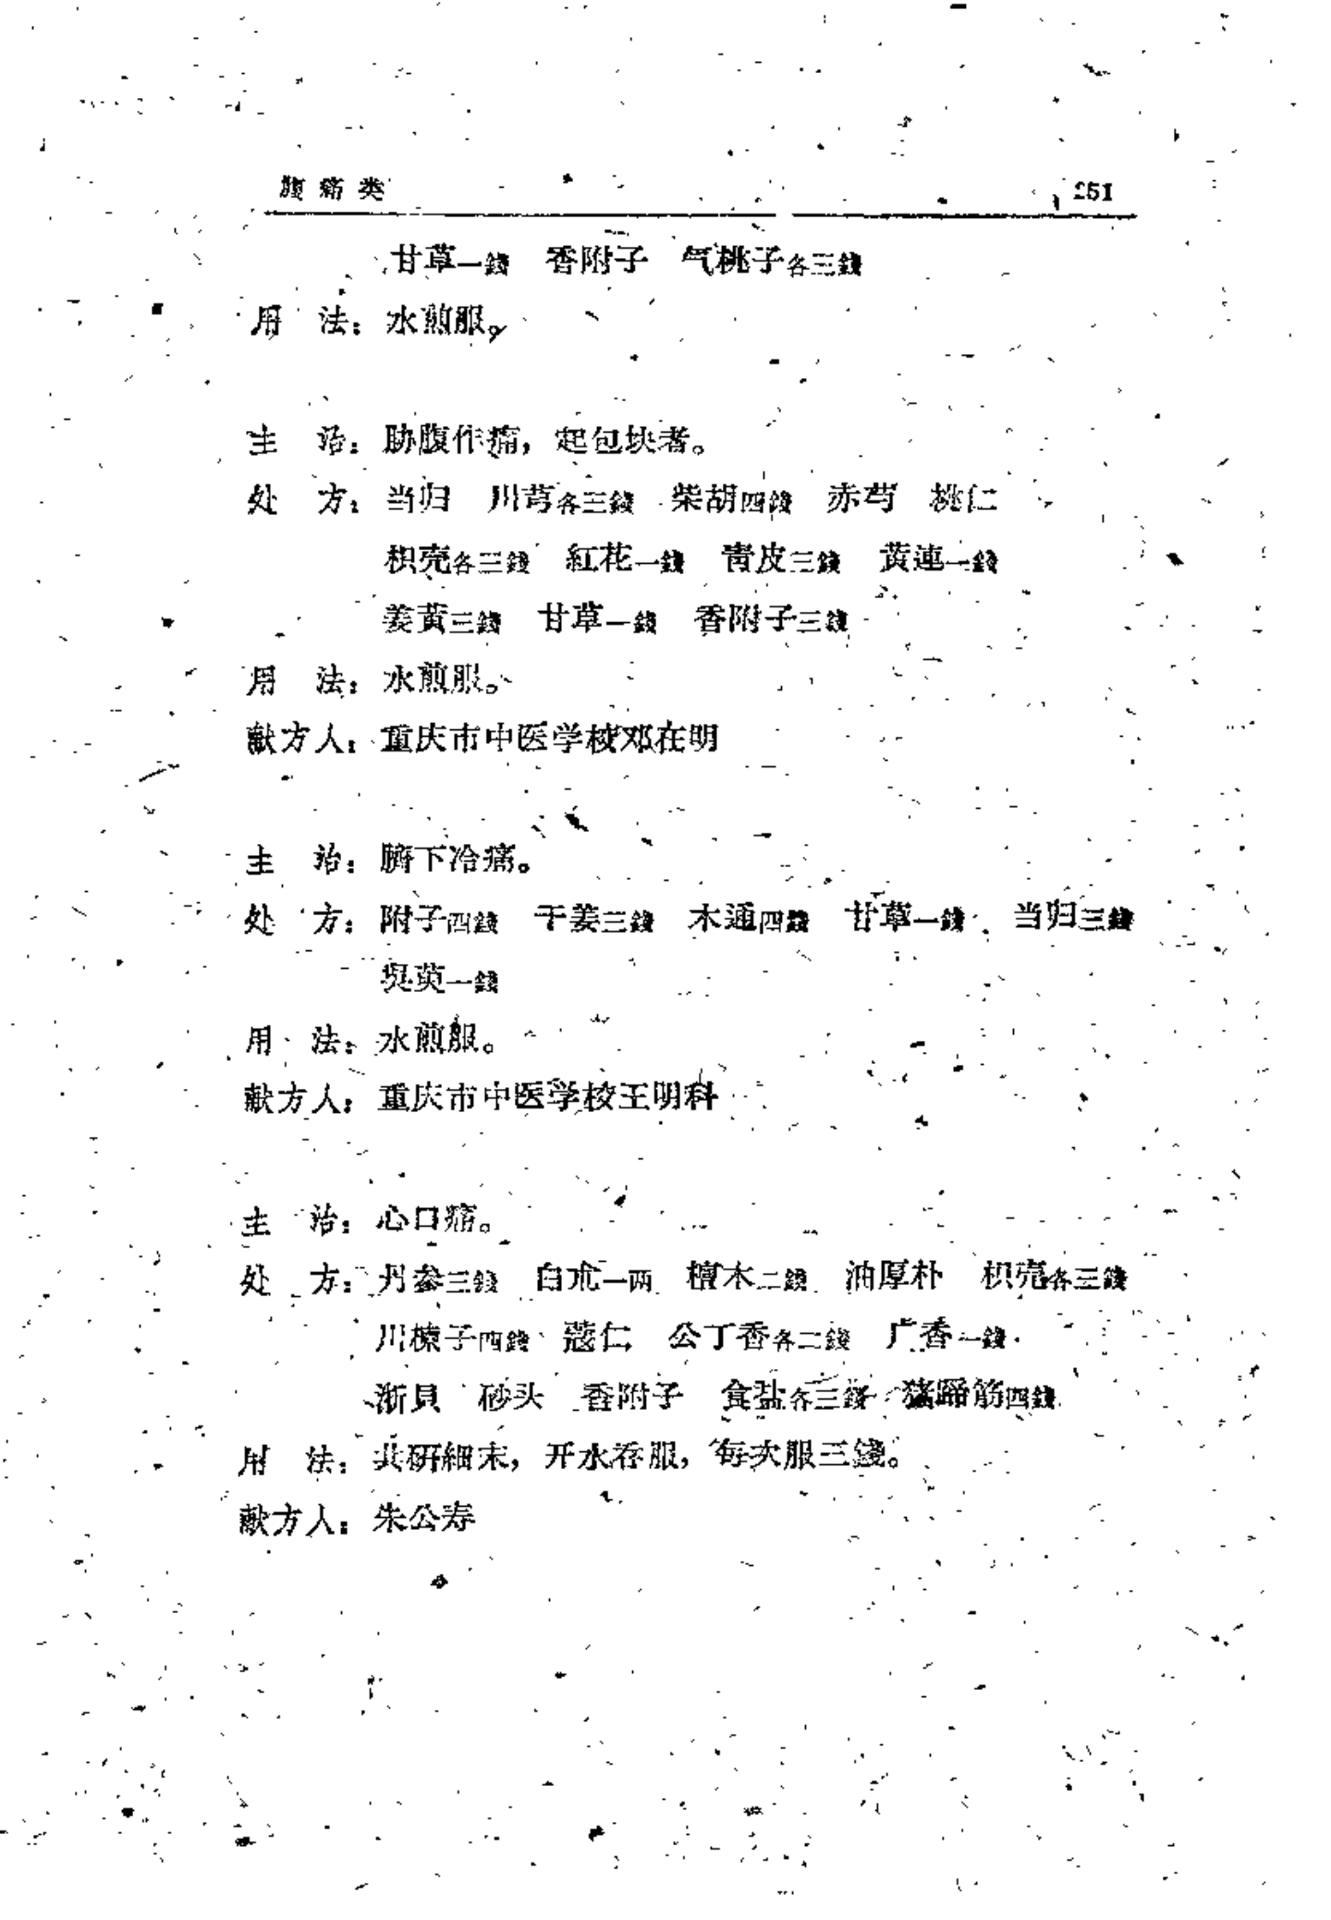 腹痛类 251
甘草一錢 香附子 气桃子各三錢
用 法：水煎服。
主 治：胁腹作痛，起包块者。
处 方：当归 川芎各三錢 柴胡四錢 赤芍 桃仁
枳壳各三錢 紅花一錢 青皮三錢 黄連一錢
姜黃三錢 甘草一錢 香附子三錢
用 法：水煎服。
献方人：重庆市中医学校邓在明
主 治：臍下冷痛。
处 方：附子四錢 干姜三錢 木通四錢 甘草一錢 当归三錢
吳萸一錢
用 法：水煎服。
献方人：重庆市中医学校王明科
主 治：心口痛。
处 方：丹参三錢 白朮一两 檀木二錢 油厚朴 枳壳各三錢
川楝子四錢 蔻仁 公丁香各二錢 广香一錢
浙貝 砂头 香附子 食盐各三錢 猪蹄筋四錢
用 法：共研細末，开水吞服，每次服三錢。
献方人：朱公寿